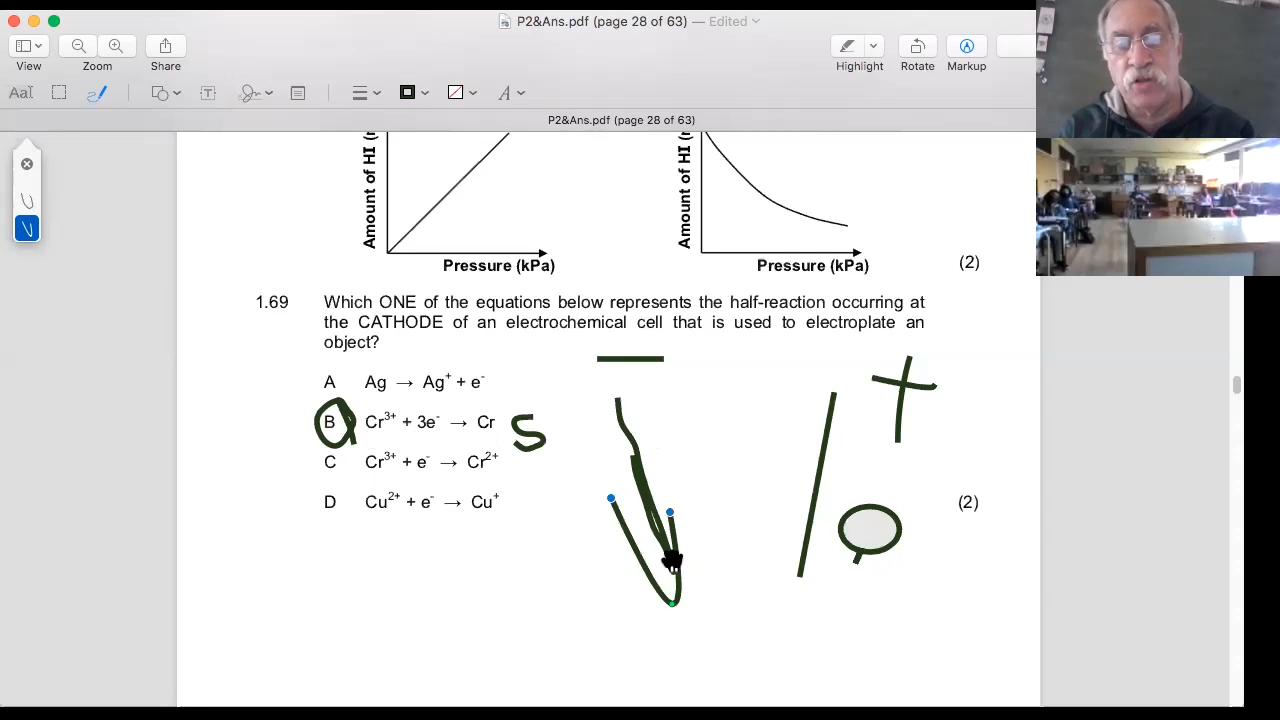 P2&Ans.pdf (page 28 of 63) — Edited
View Zoom Share Highlight Rotate Markup
AaI T A
P2&Ans.pdf (page 28 of 63)
Amount of HI (
Pressure (kPa)
Amount of HI (
Pressure (kPa)
(2)
1.69 Which ONE of the equations below represents the half-reaction occurring at
the CATHODE of an electrochemical cell that is used to electroplate an
object?
A Ag → Ag⁺ + e⁻
B Cr³⁺ + 3e⁻ → Cr S
C Cr³⁺ + e⁻ → Cr²⁺
D Cu²⁺ + e⁻ → Cu⁺ (2)
+